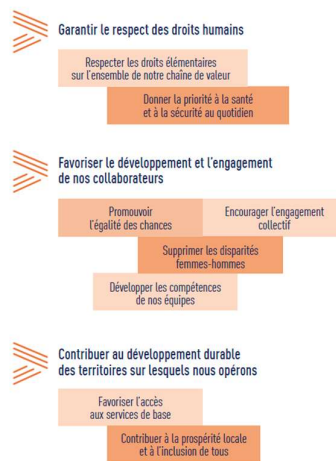 Garantir le respect des droits humains
Respecter les droits élémentaires
sur l'ensemble de notre chaîne de valeur
Donner la priorité à la santé
et à la sécurité au quotidien
Favoriser le développement et l'engagement
de nos collaborateurs
Promouvoir
l'égalité des chances
Encourager l'engagement
collectif
Supprimer les disparités
femmes-hommes
Développer les compétences
de nos équipes
Contribuer au développement durable
des territoires sur lesquels nous opérons
Favoriser l'accès
aux services de base
Contribuer à la prospérité locale
et à l'inclusion de tous